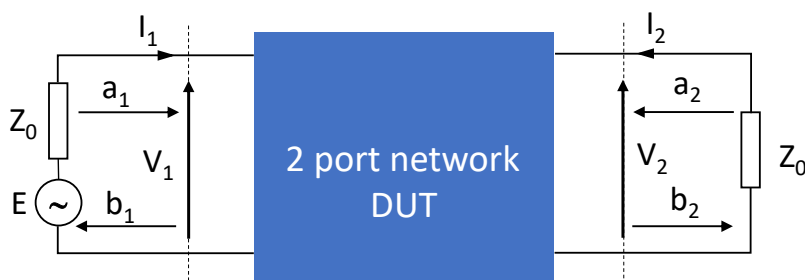 I₁
I₂
a₁
a₂
Z₀
V₁
2 port network
DUT
V₂
Z₀
E
~
b₁
b₂